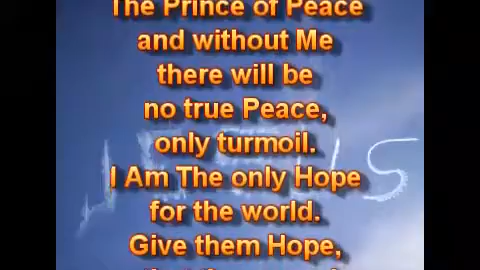 The Prince of Peace
and without Me
there will be
no true Peace,
only turmoil.
I Am The only Hope
for the world.
Give them Hope,
JESUS